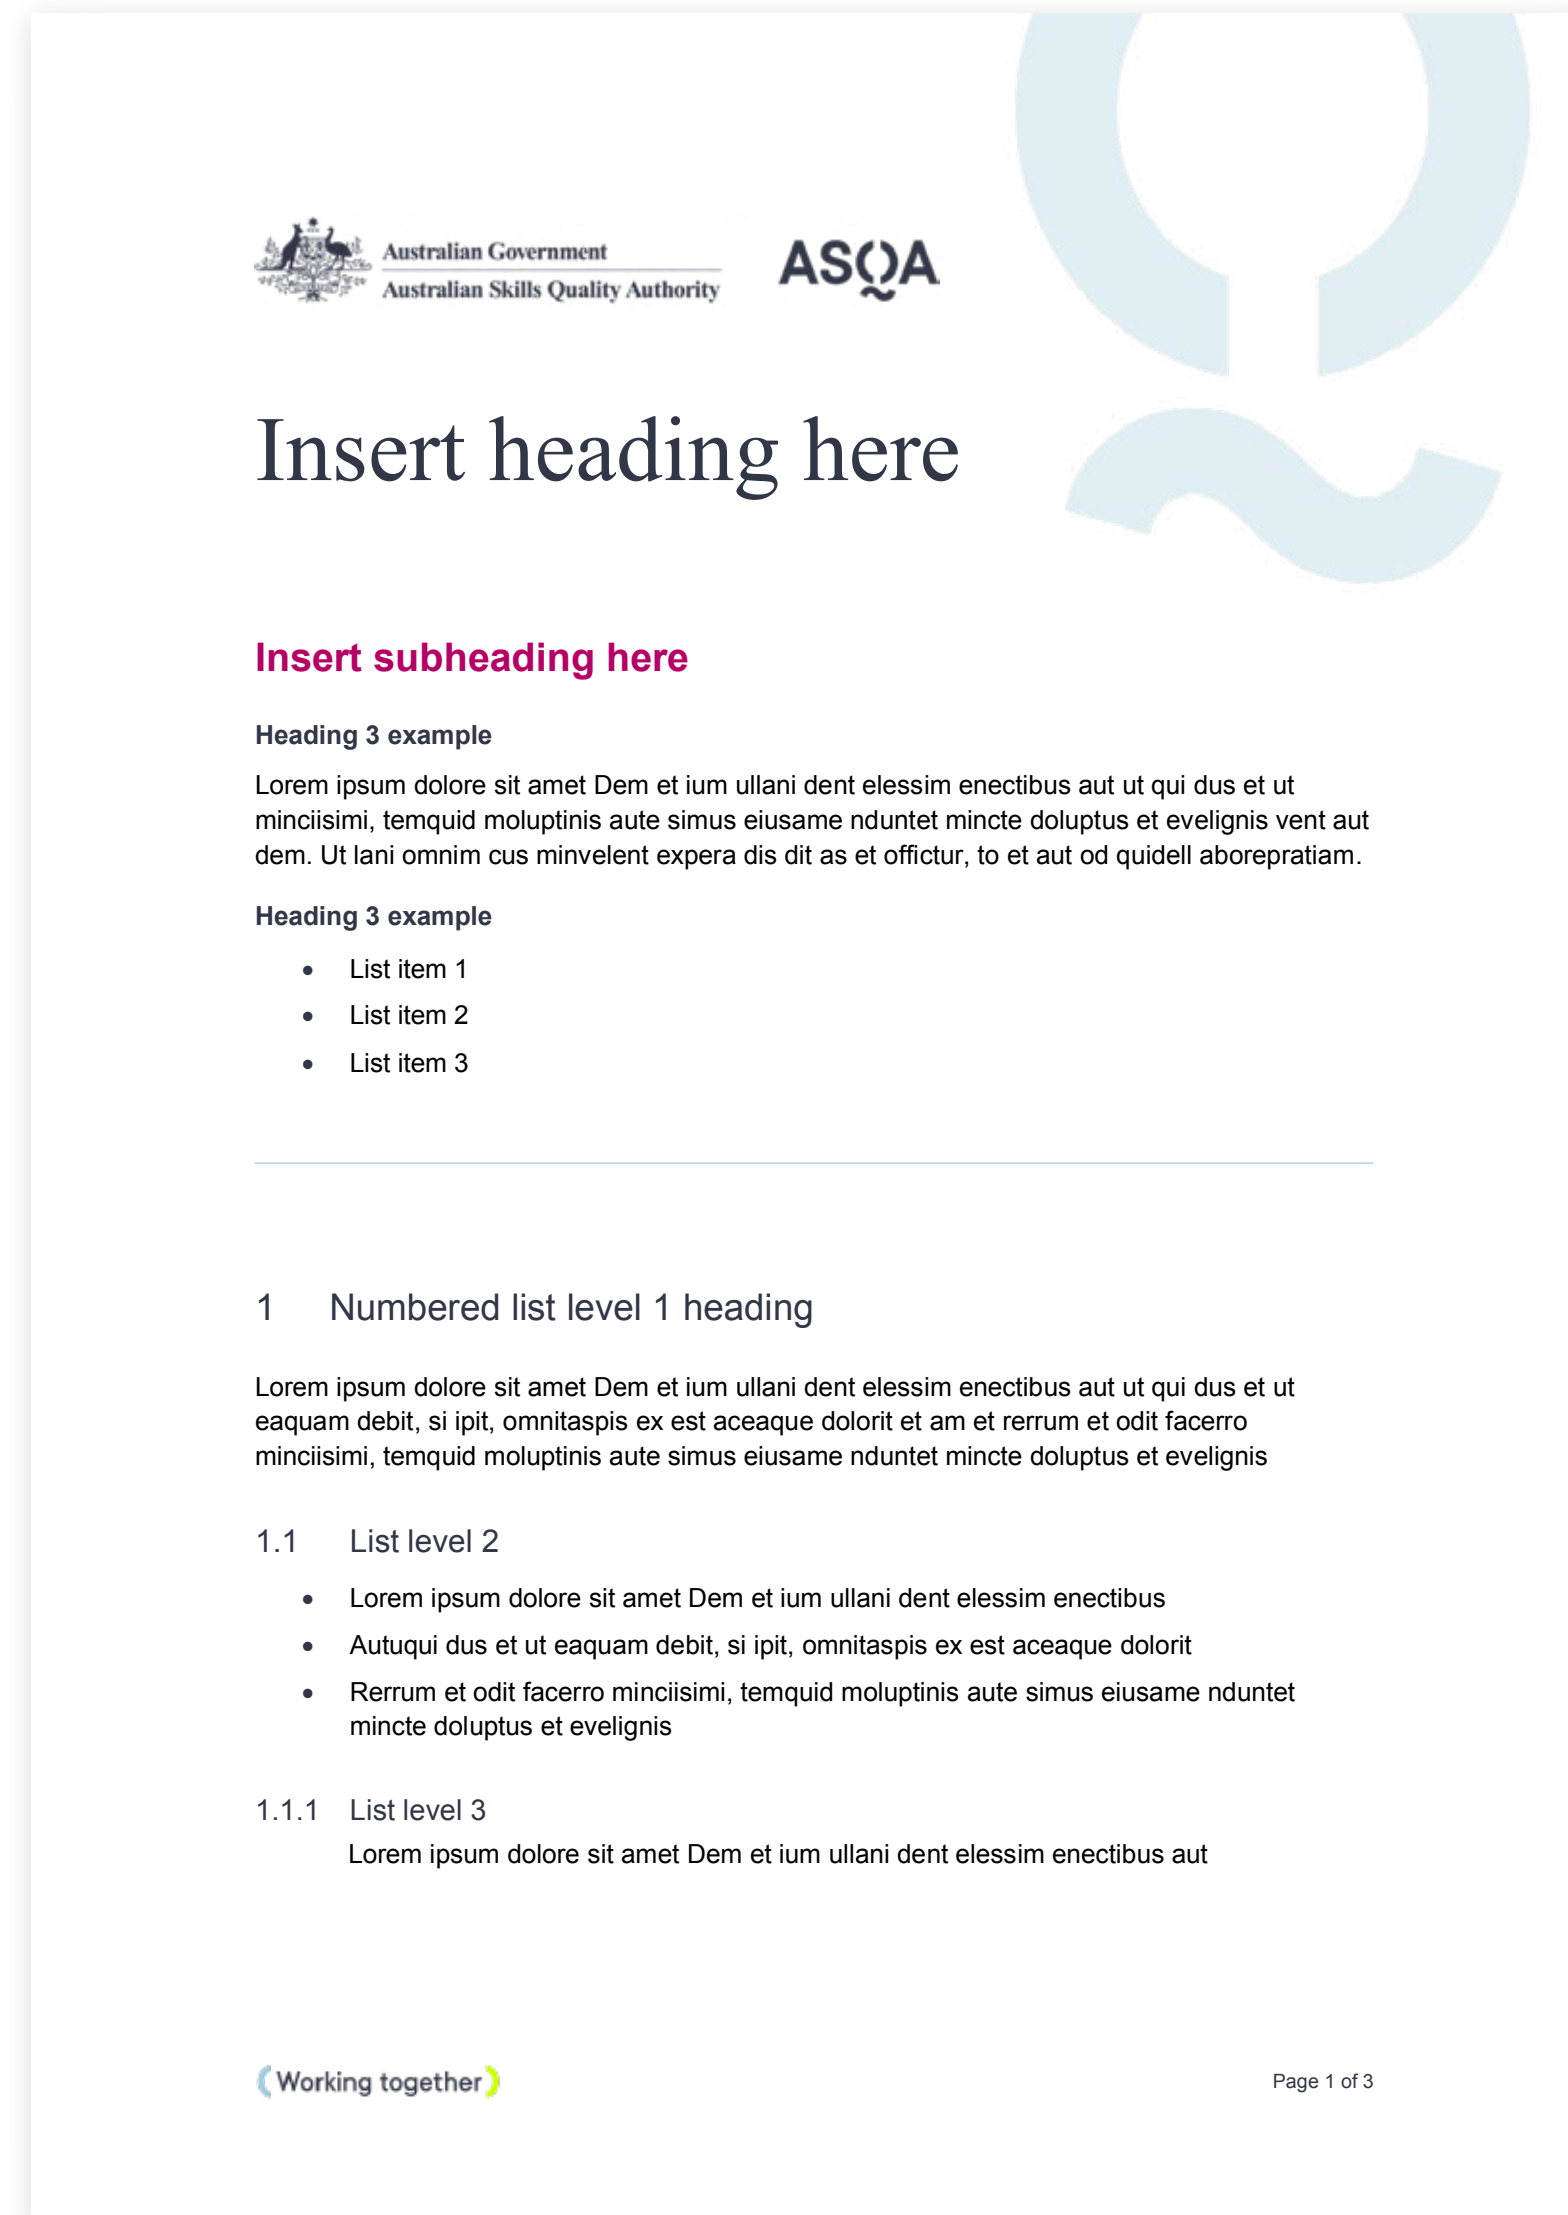 Australian Government
Australian Skills Quality Authority
ASQA
Insert heading here
Insert subheading here
Heading 3 example
Lorem ipsum dolore sit amet Dem et ium ullani dent elessim enectibus aut ut qui dus et ut
minciisimi, temquid moluptinis aute simus eiusame nduntet mincte doluptus et evelignis vent aut
dem. Ut lani omnim cus minvelent expera dis dit as et offictur, to et aut od quidell aborepratiam.
Heading 3 example
• List item 1
• List item 2
• List item 3
1 Numbered list level 1 heading
Lorem ipsum dolore sit amet Dem et ium ullani dent elessim enectibus aut ut qui dus et ut
eaquam debit, si ipit, omnitaspis ex est aceaque dolorit et am et rerrum et odit facerro
minciisimi, temquid moluptinis aute simus eiusame nduntet mincte doluptus et evelignis
1.1 List level 2
• Lorem ipsum dolore sit amet Dem et ium ullani dent elessim enectibus
• Autuqui dus et ut eaquam debit, si ipit, omnitaspis ex est aceaque dolorit
• Rerrum et odit facerro minciisimi, temquid moluptinis aute simus eiusame nduntet
mincte doluptus et evelignis
1.1.1 List level 3
Lorem ipsum dolore sit amet Dem et ium ullani dent elessim enectibus aut
(Working together)
Page 1 of 3